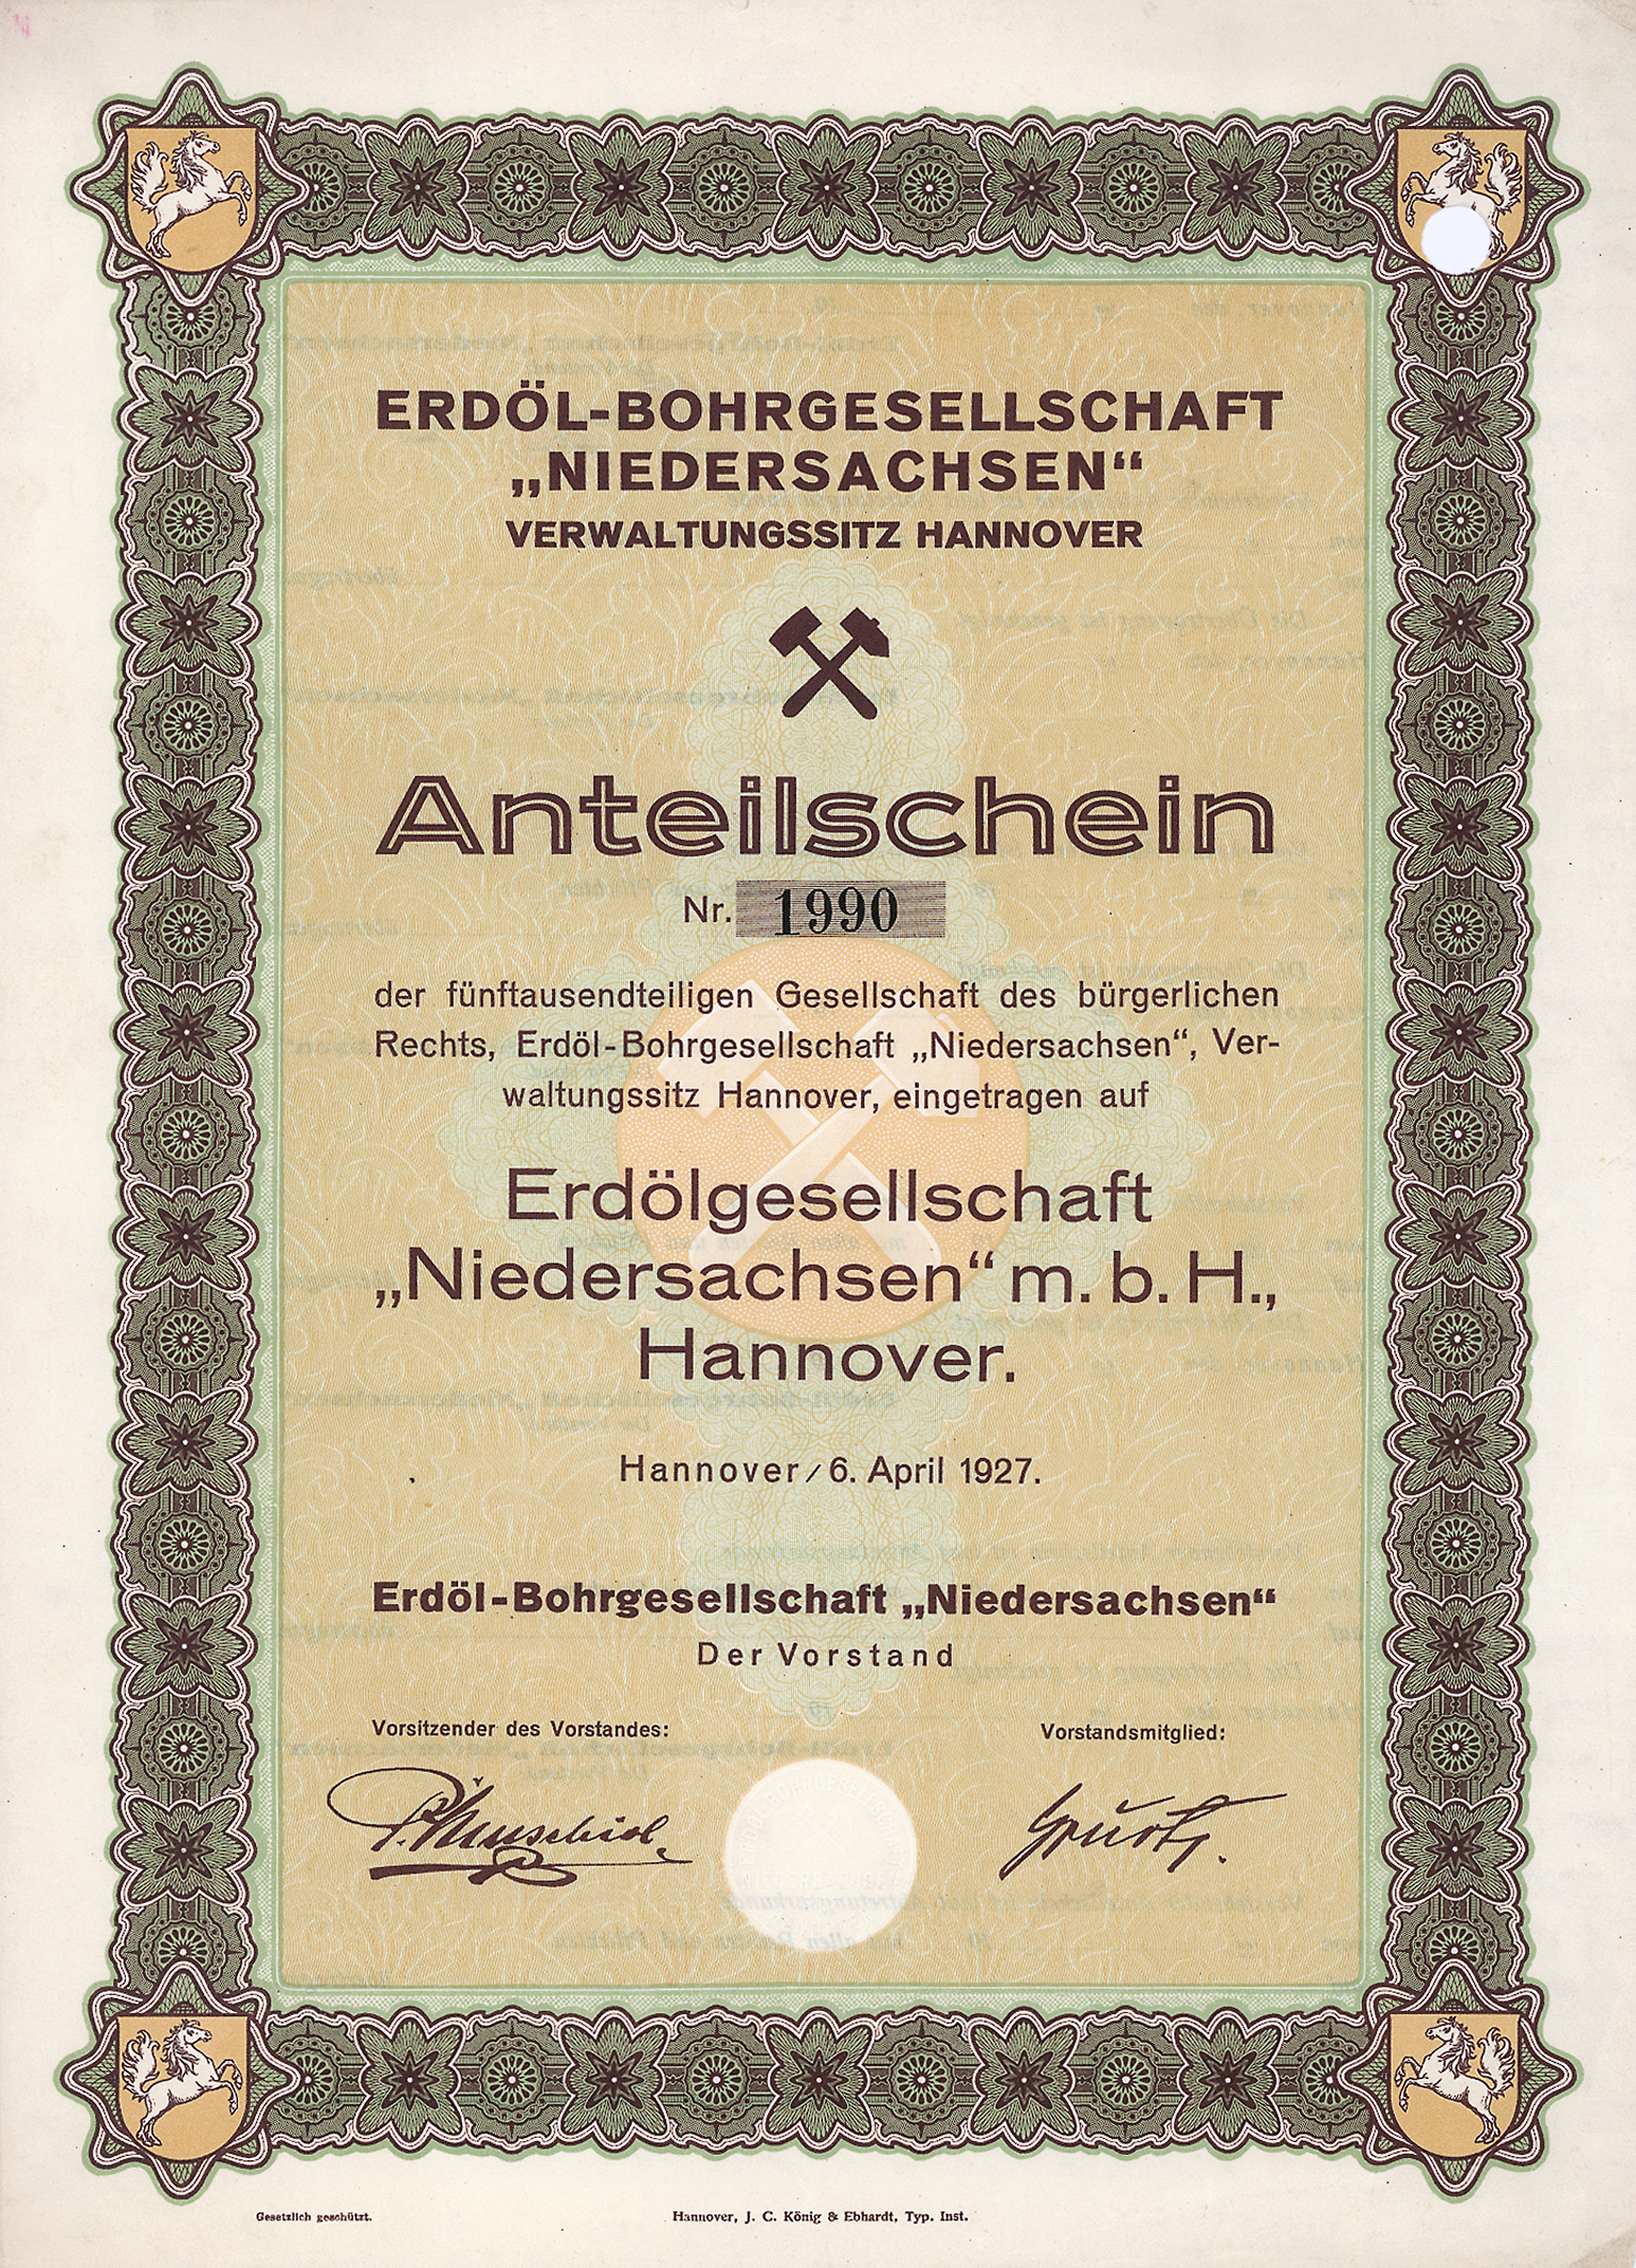 ERDÖL-BOHRGESELLSCHAFT
„NIEDERSACHSEN“
VERWALTUNGSSITZ HANNOVER
Anteilschein
Nr. 1990
der fünftausendteiligen Gesellschaft des bürgerlichen
Rechts, Erdöl-Bohrgesellschaft „Niedersachsen“, Ver-
waltungssitz Hannover, eingetragen auf
Erdölgesellschaft
„Niedersachsen“ m. b. H.,
Hannover.
Hannover / 6. April 1927.
Erdöl-Bohrgesellschaft „Niedersachsen“
Der Vorstand
Vorsitzender des Vorstandes:
Vorstandsmitglied:
Gesetzlich geschützt.
Hannover, J. C. König & Ebhardt, Typ. Inst.